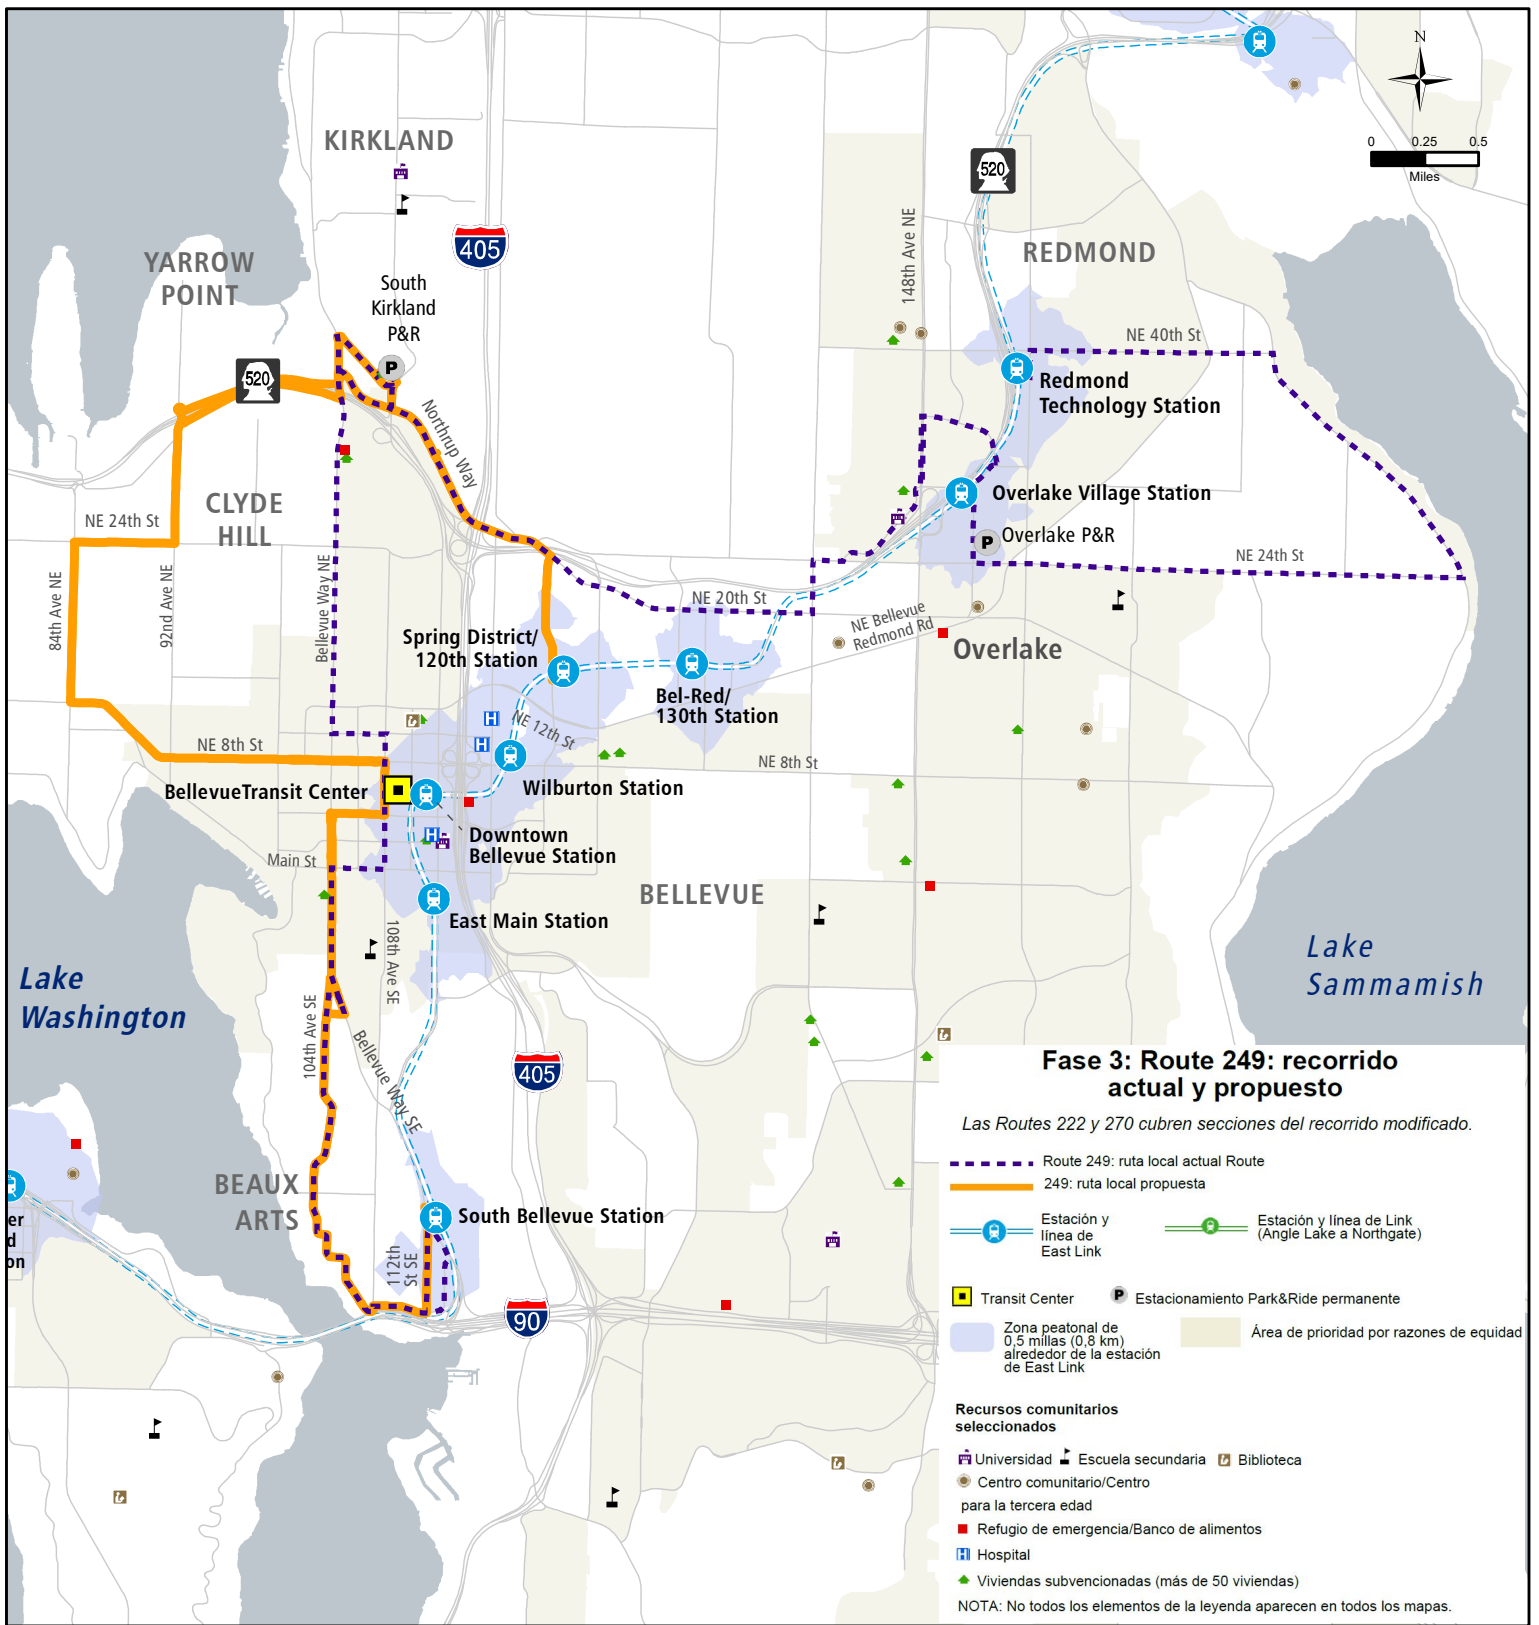 N
0 0.25 0.5
Miles
KIRKLAND
405
520
YARROW
POINT
South
Kirkland
P&R
P
148th Ave NE
REDMOND
NE 40th St
520
Redmond
Technology Station
Northrup Way
CLYDE
HILL
NE 24th St
Overlake Village Station
P
Overlake P&R
NE 24th St
84th Ave NE
92nd Ave NE
Bellevue Way NE
NE 20th St
NE Bellevue
Redmond Rd
Spring District/
120th Station
Overlake
Bel-Red/
130th Station
H
NE 12th St
H
NE 8th St
NE 8th St
BellevueTransit Center
Wilburton Station
H
Downtown
Bellevue Station
Main St
BELLEVUE
East Main Station
108th Ave SE
Lake
Washington
Lake
Sammamish
104th Ave SE
Bellevue Way SE
405
BEAUX
ARTS
South Bellevue Station
112th
St SE
90
er
d
on
Fase 3: Route 249: recorrido
actual y propuesto
Las Routes 222 y 270 cubren secciones del recorrido modificado.
Route 249: ruta local actual Route
249: ruta local propuesta
Estación y
línea de
East Link
Estación y línea de Link
(Angle Lake a Northgate)
Transit Center
P Estacionamiento Park&Ride permanente
Zona peatonal de
0,5 millas (0,8 km)
alrededor de la estación
de East Link
Área de prioridad por razones de equidad
Recursos comunitarios
seleccionados
Universidad Escuela secundaria Biblioteca
Centro comunitario/Centro
para la tercera edad
Refugio de emergencia/Banco de alimentos
H Hospital
Viviendas subvencionadas (más de 50 viviendas)
NOTA: No todos los elementos de la leyenda aparecen en todos los mapas.